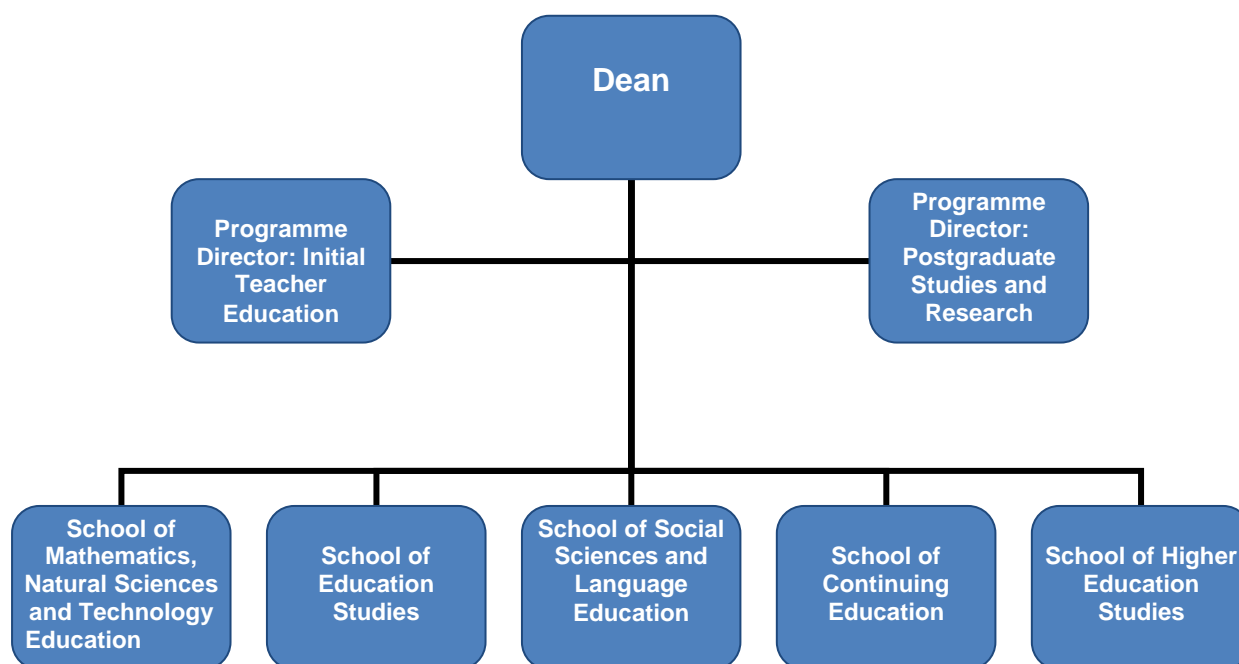 Dean
Programme
Director: Initial
Teacher
Education
Programme
Director:
Postgraduate
Studies and
Research
School of
Mathematics,
Natural Sciences
and Technology
Education
School of
Education
Studies
School of Social
Sciences and
Language
Education
School of
Continuing
Education
School of Higher
Education
Studies